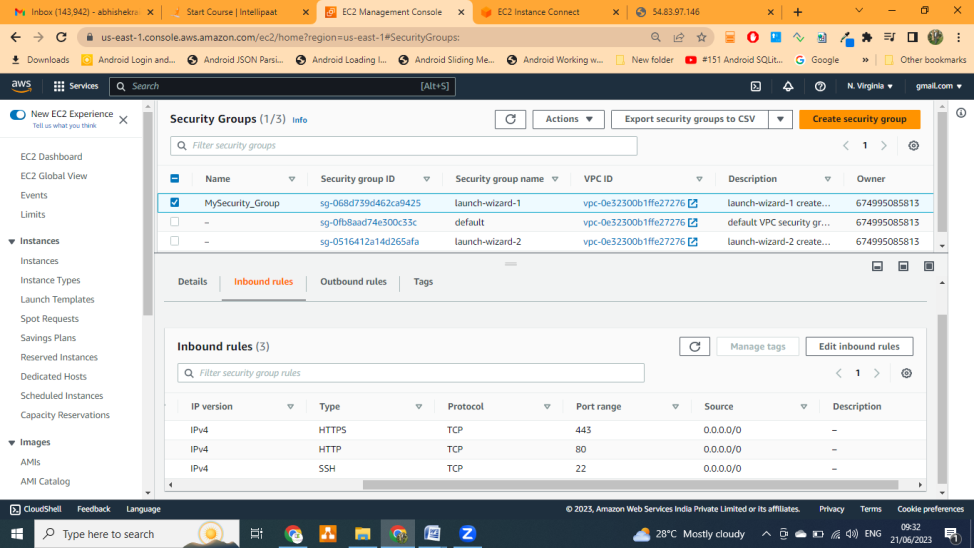 Inbox (143,942) - abhishekra
Start Course | Intellipaat
EC2 Management Console
EC2 Instance Connect
54.83.97.146
us-east-1.console.aws.amazon.com/ec2/home?region=us-east-1#SecurityGroups:
Downloads
Android Login and...
Android JSON Parsi...
Android Loading I...
Android Sliding Me...
Android Working w...
New folder
#151 Android SQLit...
Google
Other bookmarks
aws
Services
Search
[Alt+S]
N. Virginia
gmail.com
New EC2 Experience
Tell us what you think
EC2 Dashboard
EC2 Global View
Events
Limits
Instances
Instances
Instance Types
Launch Templates
Spot Requests
Savings Plans
Reserved Instances
Dedicated Hosts
Scheduled Instances
Capacity Reservations
Images
AMIs
AMI Catalog
Security Groups (1/3) Info
Actions
Export security groups to CSV
Create security group
Filter security groups
1
Name Security group ID Security group name VPC ID Description Owner
MySecurity_Group sg-068d739d462ca9425 launch-wizard-1 vpc-0e32300b1ffe27276 launch-wizard-1 create... 674995085813
– sg-0fb8aad74e300c33c default vpc-0e32300b1ffe27276 default VPC security gr... 674995085813
– sg-0516412a14d265afa launch-wizard-2 vpc-0e32300b1ffe27276 launch-wizard-2 create... 674995085813
Details
Inbound rules
Outbound rules
Tags
Inbound rules (3)
Manage tags
Edit inbound rules
Filter security group rules
1
IP version Type Protocol Port range Source Description
IPv4 HTTPS TCP 443 0.0.0.0/0 –
IPv4 HTTP TCP 80 0.0.0.0/0 –
IPv4 SSH TCP 22 0.0.0.0/0 –
CloudShell
Feedback
Language
© 2023, Amazon Web Services India Private Limited or its affiliates.
Privacy
Terms
Cookie preferences
Type here to search
28°C Mostly cloudy
ENG
09:32
21/06/2023
1